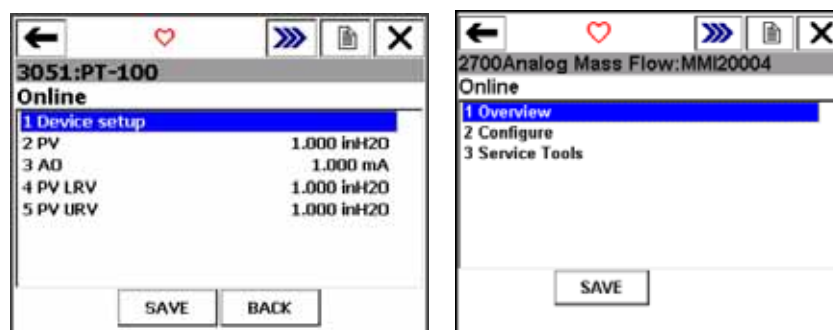 3051:PT-100
Online
1 Device setup
2 PV 1.000 inH2O
3 AO 1.000 mA
4 PV LRV 1.000 inH2O
5 PV URV 1.000 inH2O
SAVE BACK
2700Analog Mass Flow:MMI20004
Online
1 Overview
2 Configure
3 Service Tools
SAVE